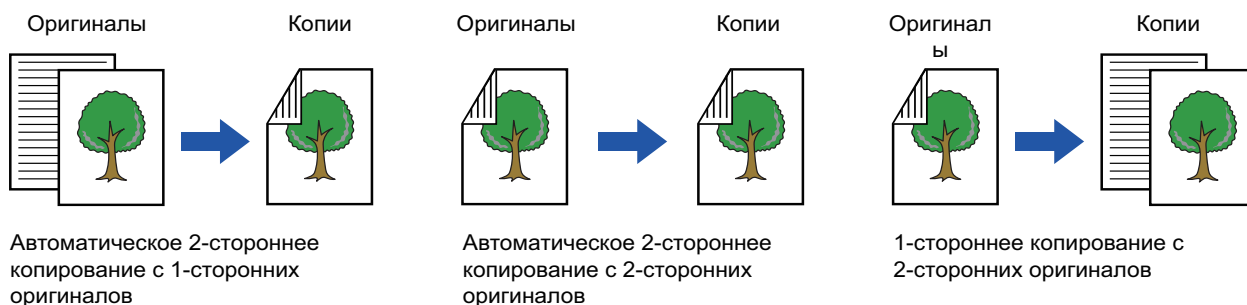 Оригиналы
Копии
Оригиналы
Копии
Оригинал
ы
Копии
Автоматическое 2-стороннее
копирование с 1-сторонних
оригиналов
Автоматическое 2-стороннее
копирование с 2-сторонних
оригиналов
1-стороннее копирование с
2-сторонних оригиналов